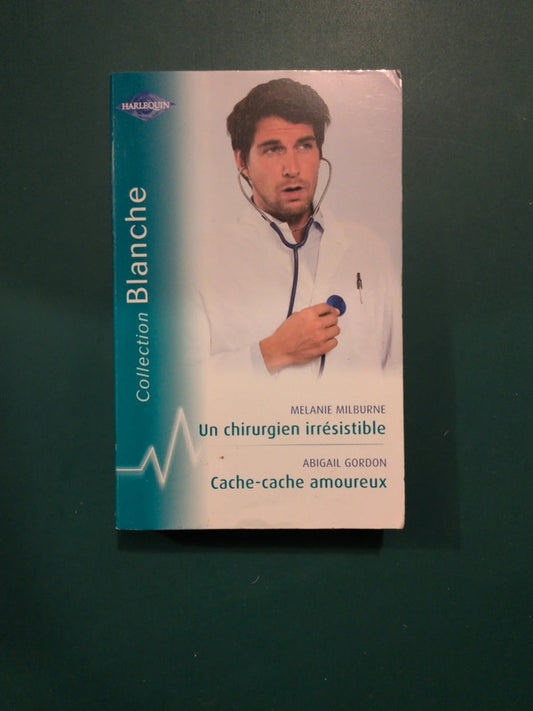 HARLEQUIN
Collection Blanche
MELANIE MILBURNE
Un chirurgien irrésistible
ABIGAIL GORDON
Cache-cache amoureux